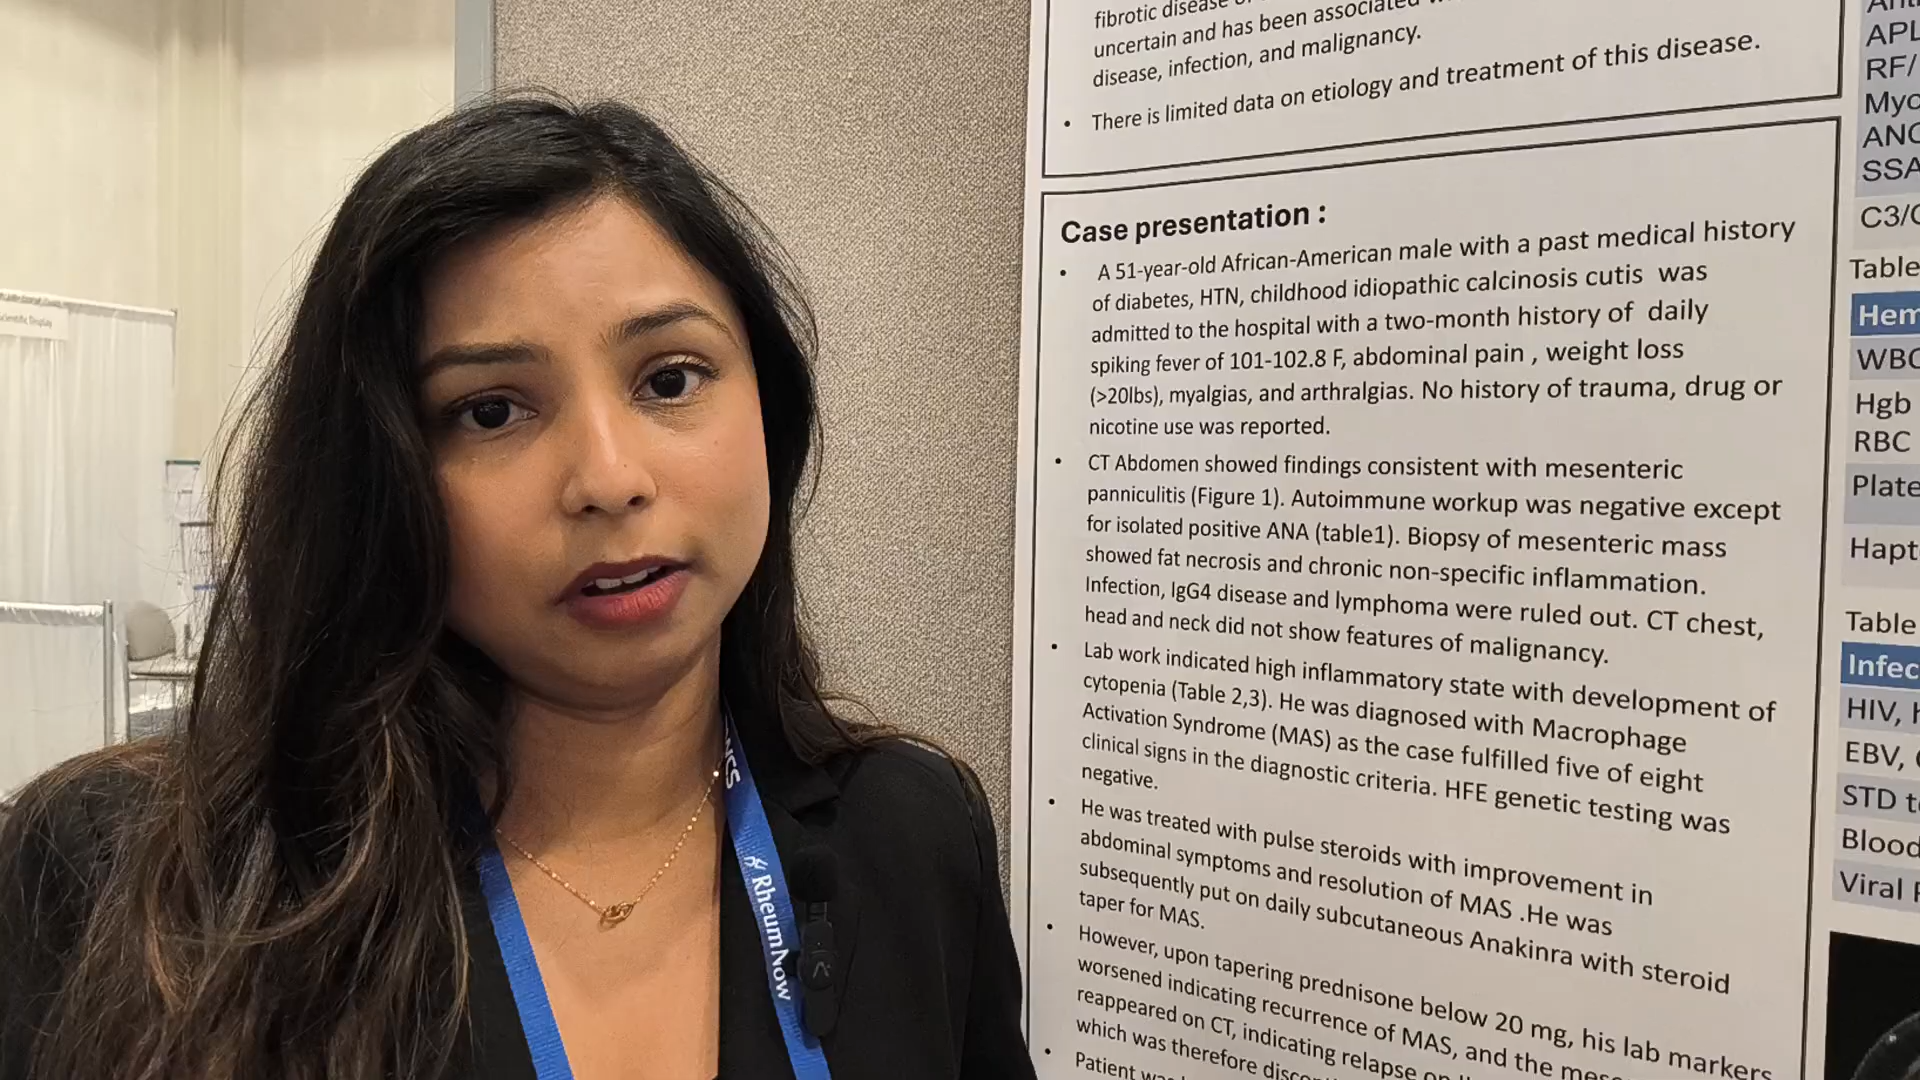 fibrotic disease
uncertain and has been associated
disease, infection, and malignancy.
• There is limited data on etiology and treatment of this disease.
Case presentation :
• A 51-year-old African-American male with a past medical history
of diabetes, HTN, childhood idiopathic calcinosis cutis was
admitted to the hospital with a two-month history of daily
spiking fever of 101-102.8 F, abdominal pain , weight loss
(>20lbs), myalgias, and arthralgias. No history of trauma, drug or
nicotine use was reported.
• CT Abdomen showed findings consistent with mesenteric
panniculitis (Figure 1). Autoimmune workup was negative except
for isolated positive ANA (table1). Biopsy of mesenteric mass
showed fat necrosis and chronic non-specific inflammation.
Infection, IgG4 disease and lymphoma were ruled out. CT chest,
head and neck did not show features of malignancy.
• Lab work indicated high inflammatory state with development of
cytopenia (Table 2,3). He was diagnosed with Macrophage
Activation Syndrome (MAS) as the case fulfilled five of eight
clinical signs in the diagnostic criteria. HFE genetic testing was
negative.
• He was treated with pulse steroids with improvement in
abdominal symptoms and resolution of MAS .He was
subsequently put on daily subcutaneous Anakinra with steroid
taper for MAS.
• However, upon tapering prednisone below 20 mg, his lab markers
worsened indicating recurrence of MAS, and the
reappeared on CT, indicating relapse
which was therefore
• Patient
APL
RF/
SSA
C3/
Table
WBC
Hgb
RBC
Table
HIV,
EBV,
STD
Blood
Viral
RheumNow